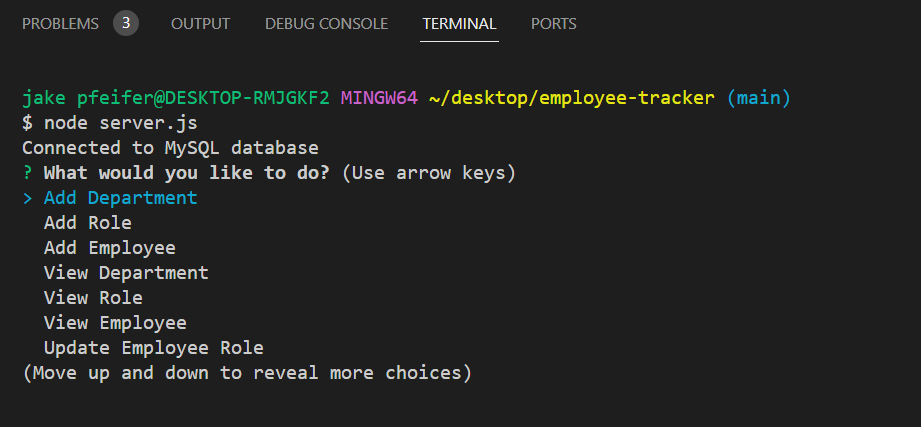 PROBLEMS 3 OUTPUT DEBUG CONSOLE TERMINAL PORTS
jake pfeifer@DESKTOP-RMJGKF2 MINGW64 ~/desktop/employee-tracker (main)
$ node server.js
Connected to MySQL database
? What would you like to do? (Use arrow keys)
> Add Department
Add Role
Add Employee
View Department
View Role
View Employee
Update Employee Role
(Move up and down to reveal more choices)